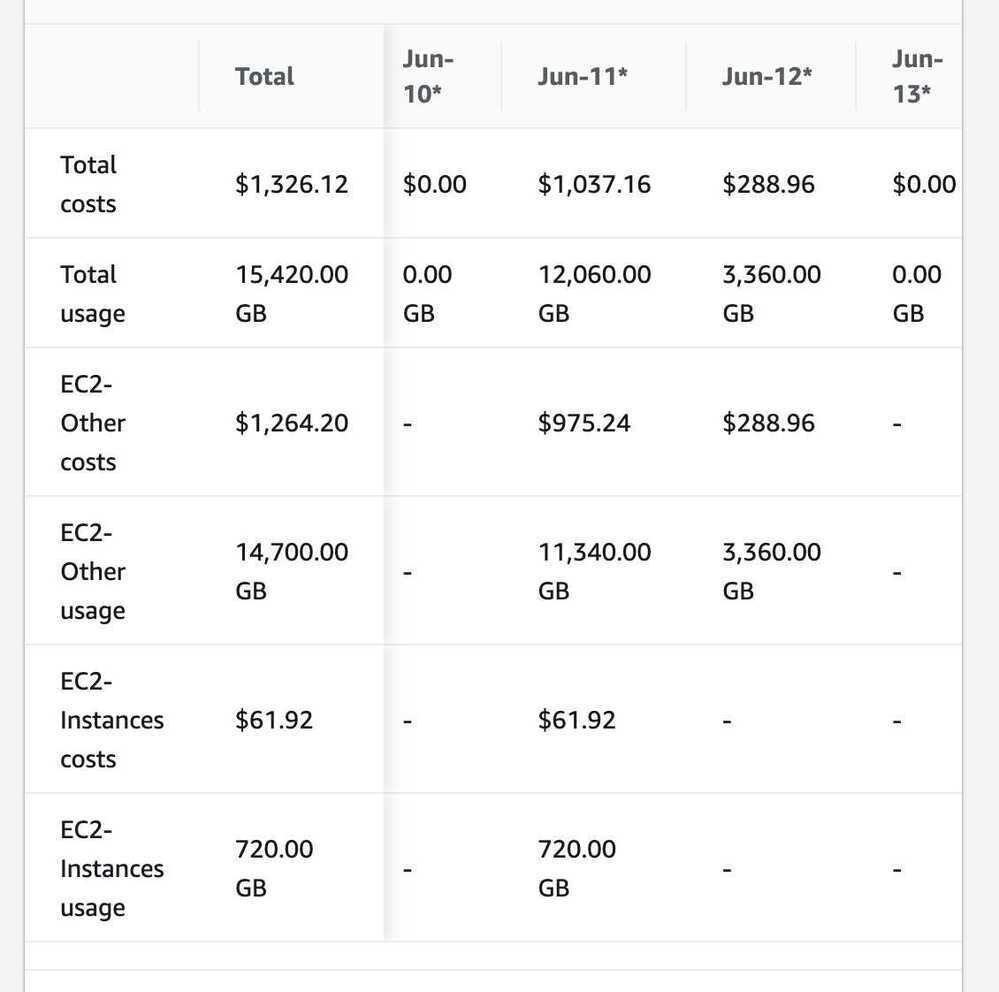 Total Jun-10* Jun-11* Jun-12* Jun-13*
Total costs $1,326.12 $0.00 $1,037.16 $288.96 $0.00
Total usage 15,420.00 GB 0.00 GB 12,060.00 GB 3,360.00 GB 0.00 GB
EC2-Other costs $1,264.20 - $975.24 $288.96 -
EC2-Other usage 14,700.00 GB - 11,340.00 GB 3,360.00 GB -
EC2-Instances costs $61.92 - $61.92 - -
EC2-Instances usage 720.00 GB - 720.00 GB - -